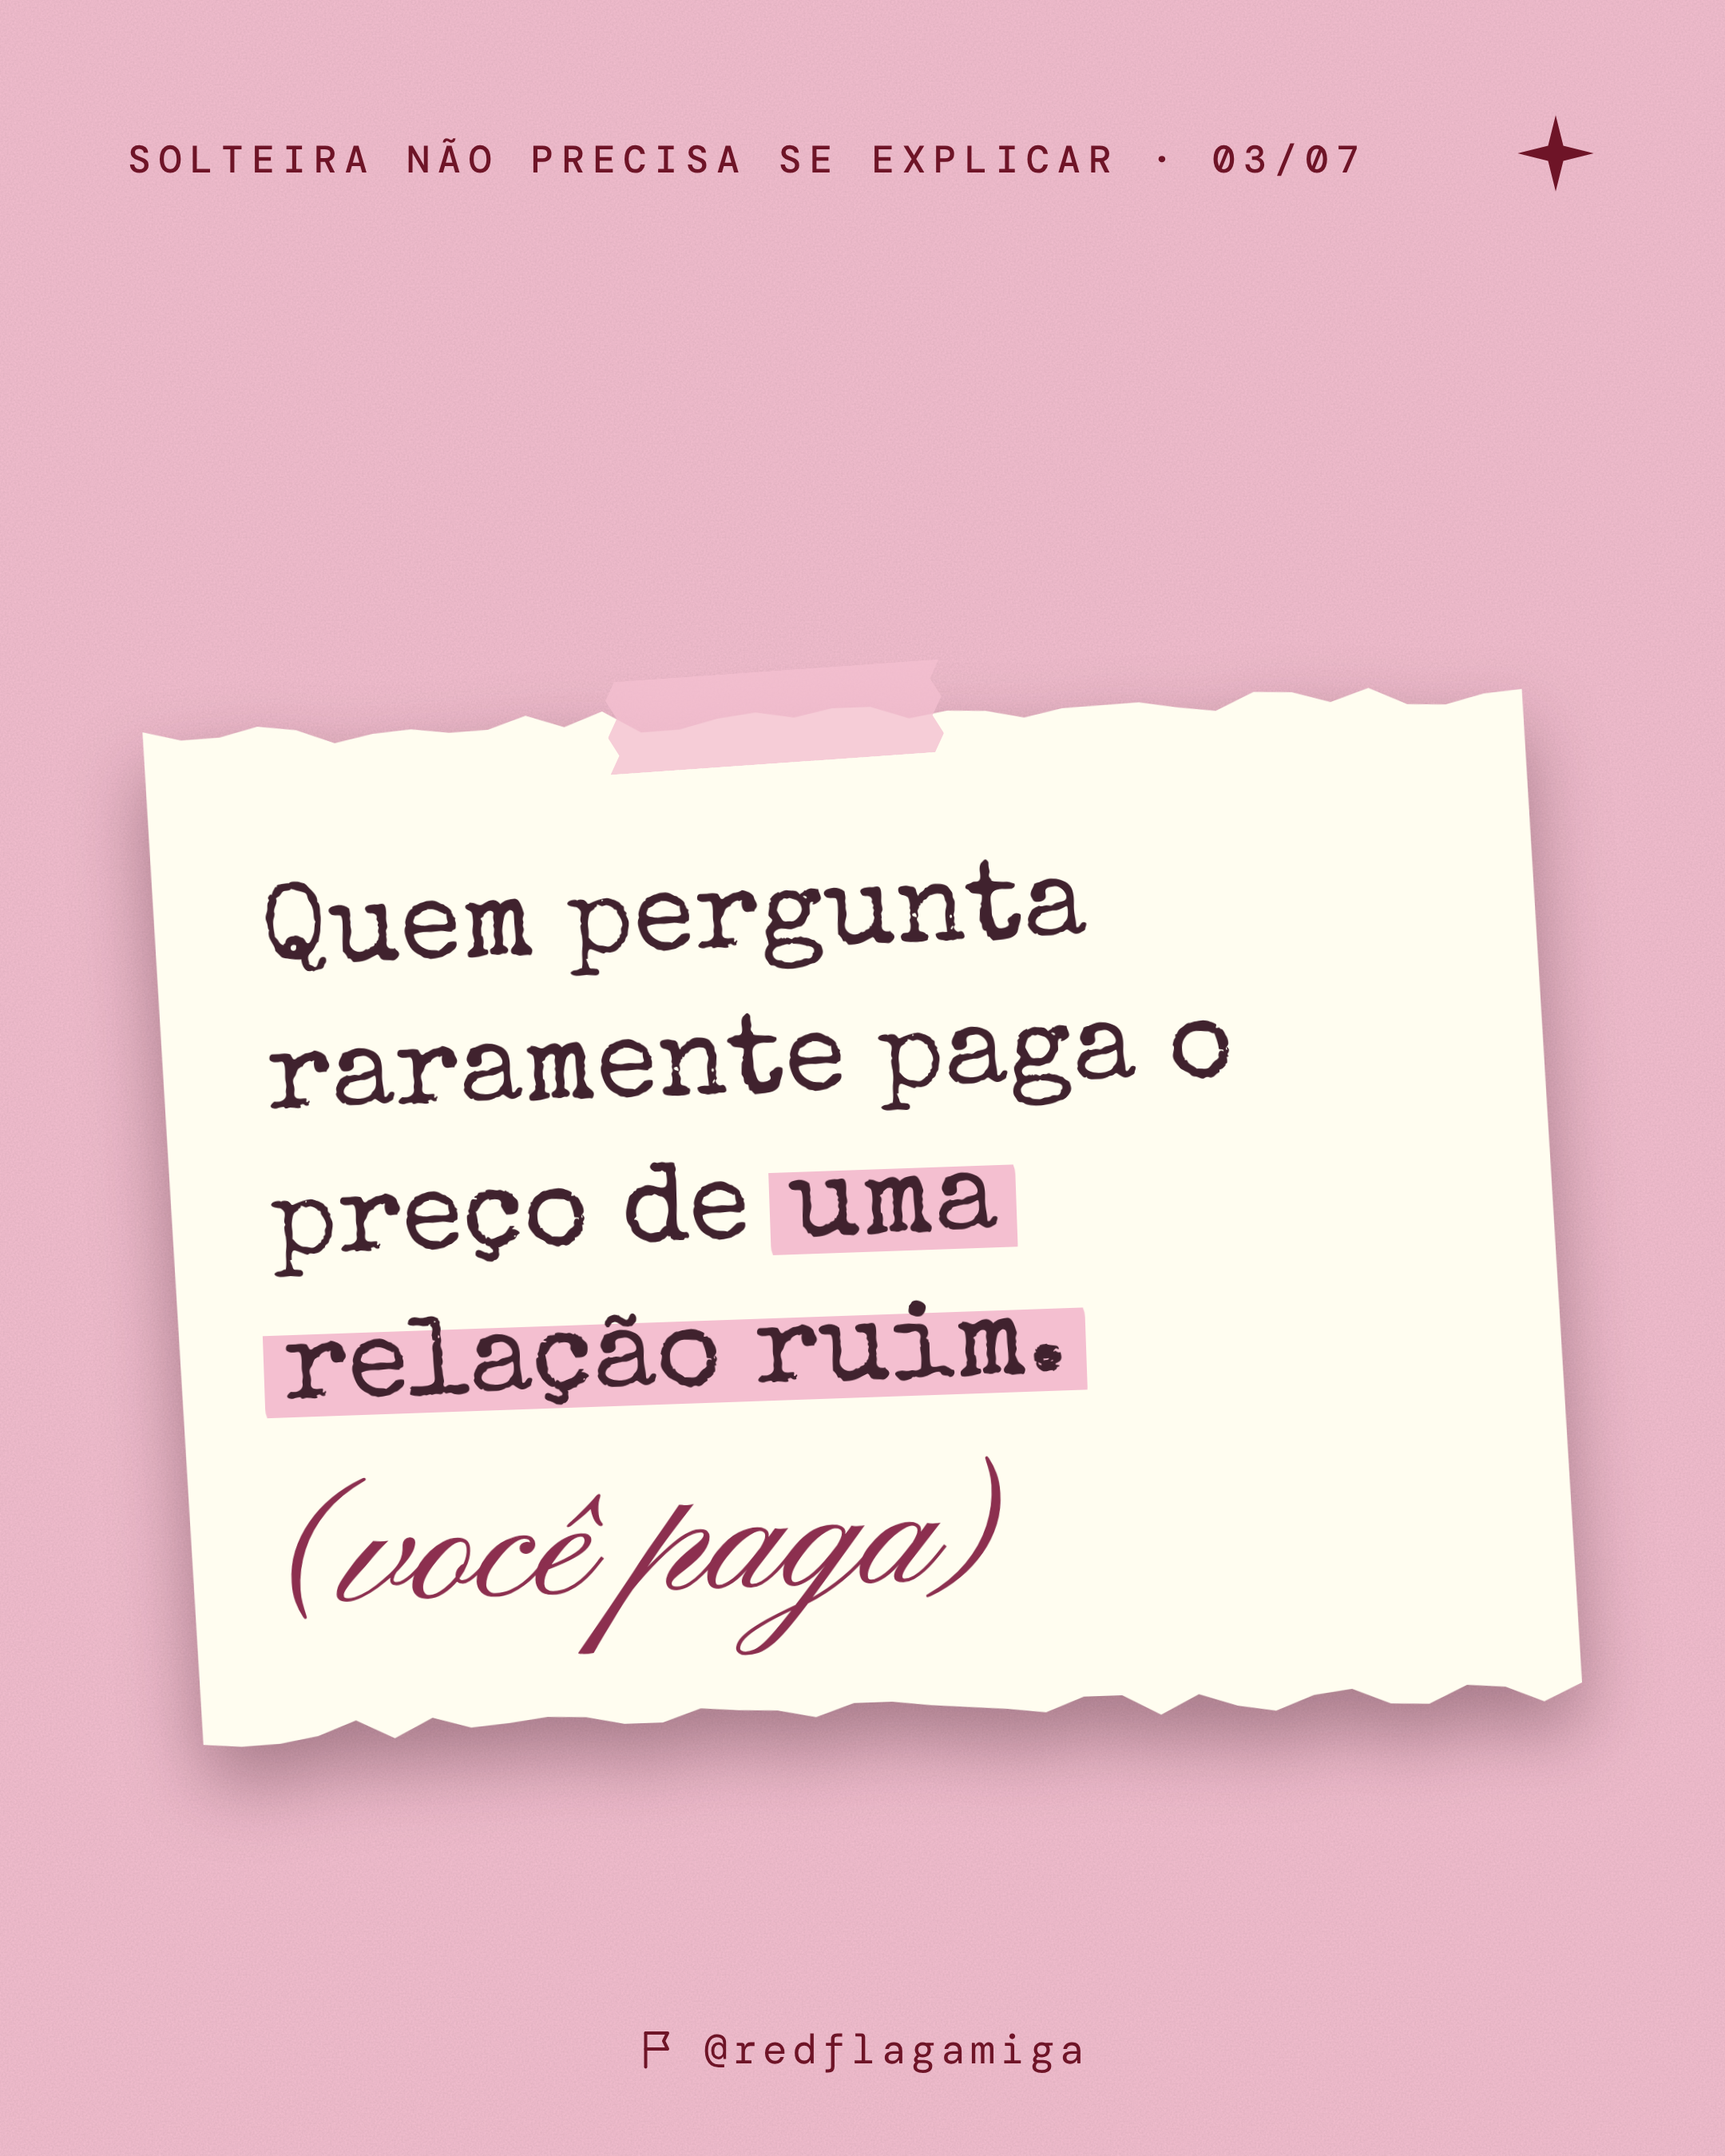 SOLTEIRA NÃO PRECISA SE EXPLICAR · 03/07
Quem pergunta
raramente paga o
preço de uma
relação ruim.
(você paga)
@redflagamiga